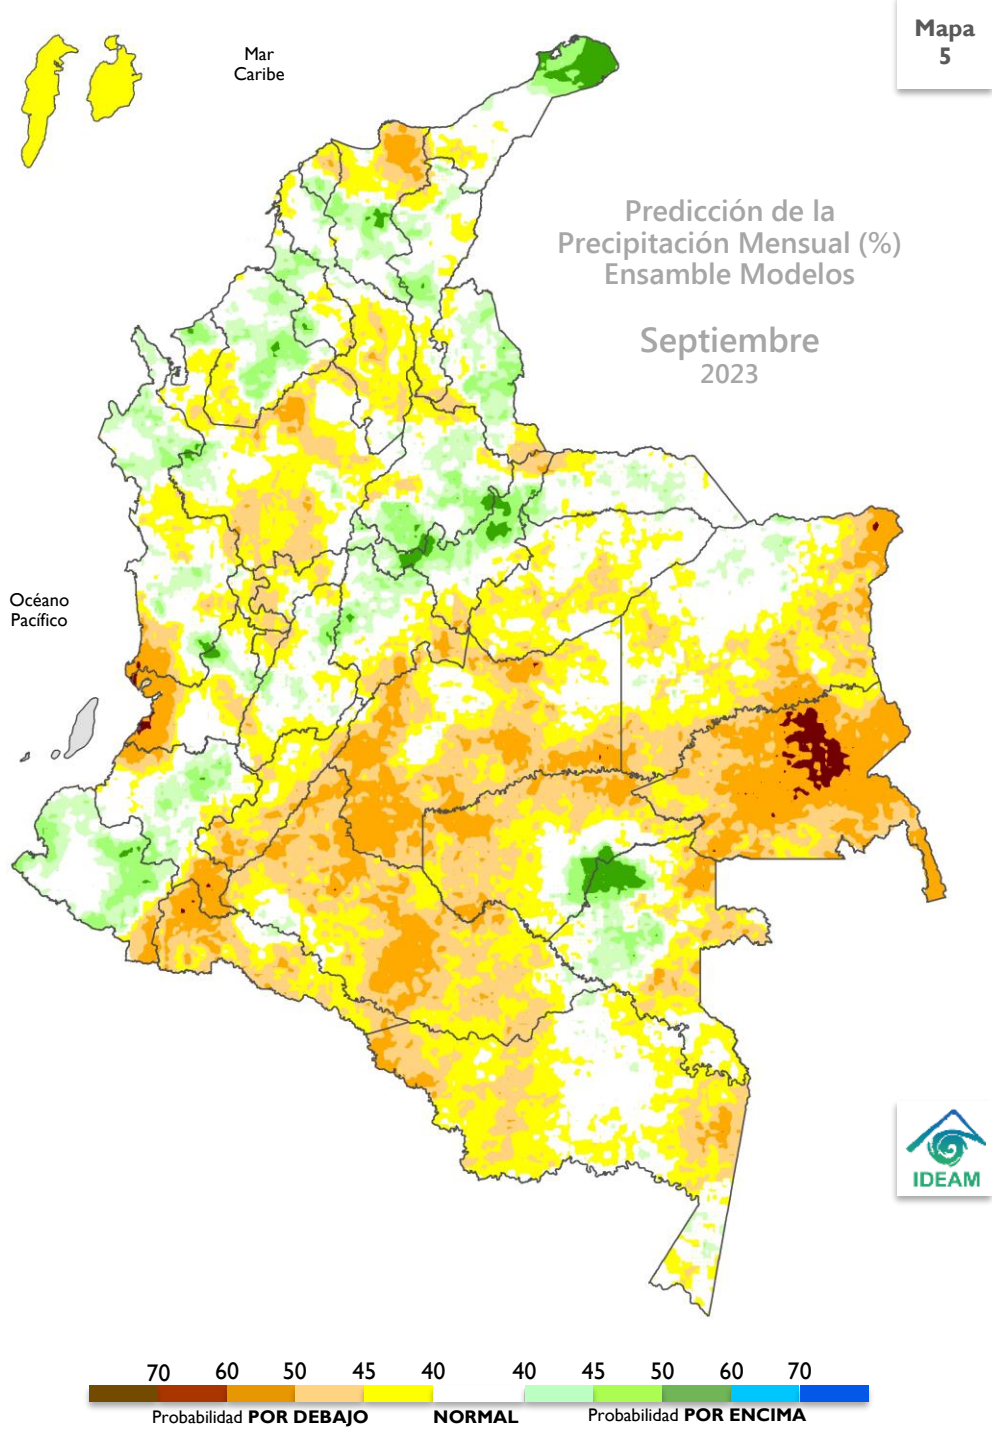 Mapa
5
Mar
Caribe
Predicción de la
Precipitación Mensual (%)
Ensamble Modelos
Septiembre
2023
Océano
Pacífico
IDEAM
70 60 50 45 40 40 45 50 60 70
Probabilidad POR DEBAJO NORMAL Probabilidad POR ENCIMA